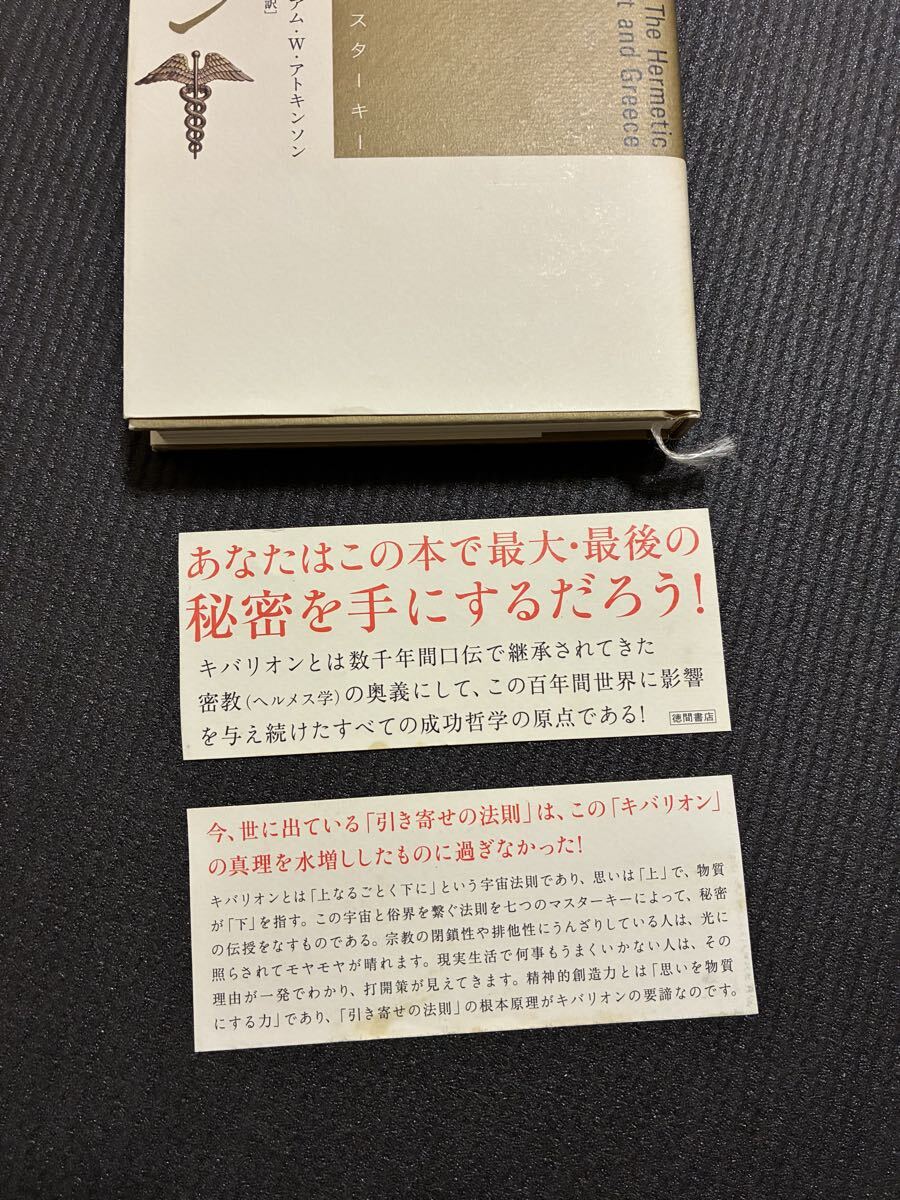 ン
アム・W・アトキンソン
訳］
スターキー
The Hermetic
t and Greece
あなたはこの本で最大・最後の
秘密を手にするだろう！
キバリオンとは数千年間口伝で継承されてきた
密教（ヘルメス学）の奥義にして、この百年間世界に影響
を与え続けたすべての成功哲学の原点である！
徳間書店
今、世に出ている「引き寄せの法則」は、この「キバリオン」
の真理を水増ししたものに過ぎなかった！
キバリオンとは「上なるごとく下に」という宇宙法則であり、思いは「上」で、物質
が「下」を指す。この宇宙と俗界を繋ぐ法則を七つのマスターキーによって、秘密
の伝授をなすものである。宗教の閉鎖性や排他性にうんざりしている人は、光に
照らされてモヤモヤが晴れます。現実生活で何事もうまくいかない人は、その
理由が一発でわかり、打開策が見えてきます。精神的創造力とは「思いを物質
にする力」であり、「引き寄せの法則」の根本原理がキバリオンの要諦なのです。